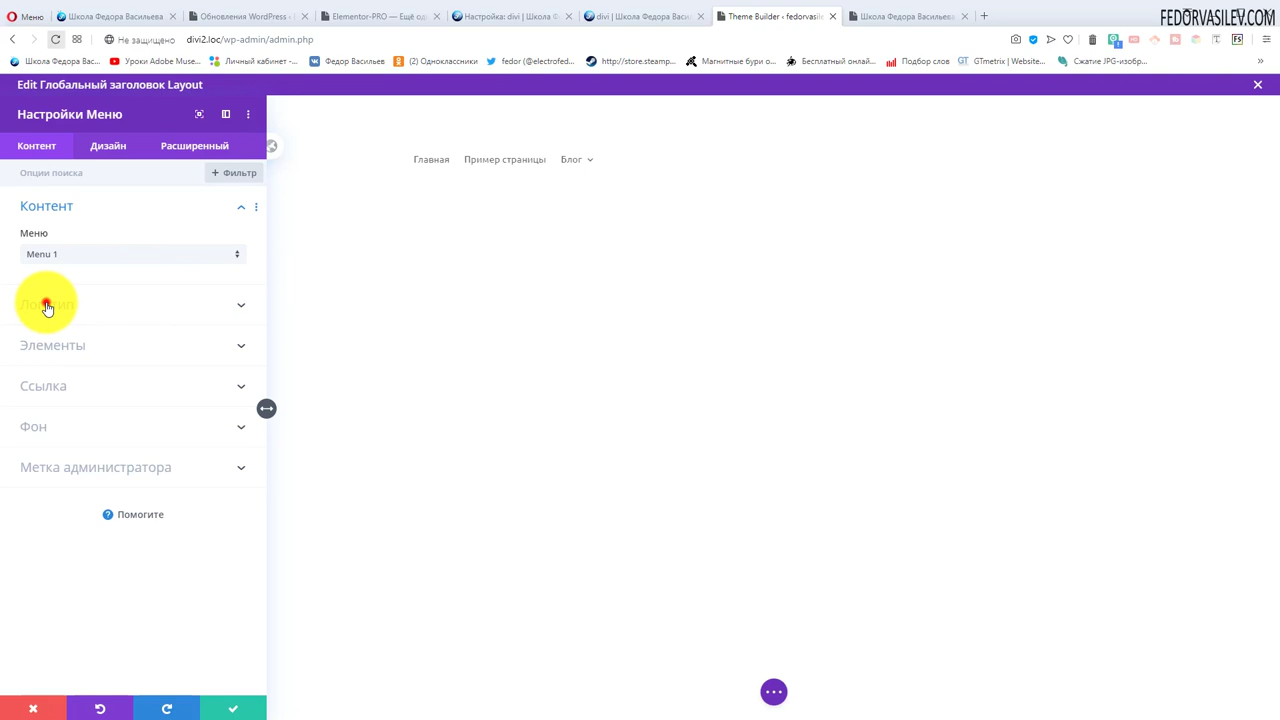 Меню
Школа Федора Васильева
Обновления WordPress -
Elementor-PRO — Ещё од
Настройка: divi | Школа Ф
divi | Школа Федора Васи
Theme Builder ‹ fedorvasile
Школа Федора Васильева
FEDORVASILEV.COM
Не защищено
divi2.loc/wp-admin/admin.php
Школа Федора Вас...
Уроки Adobe Muse...
Личный кабинет -...
Федор Васильев
(2) Одноклассники
fedor (@electrofed...
http://store.steamp...
Магнитные бури о...
Бесплатный онлай...
Подбор слов
GTmetrix | Website...
Сжатие JPG-изобр...
Edit Глобальный заголовок Layout
Настройки Меню
Контент
Дизайн
Расширенный
Главная
Пример страницы
Блог
Опции поиска
+ Фильтр
Контент
Меню
Menu 1
Элементы
Ссылка
Фон
Метка администратора
Помогите